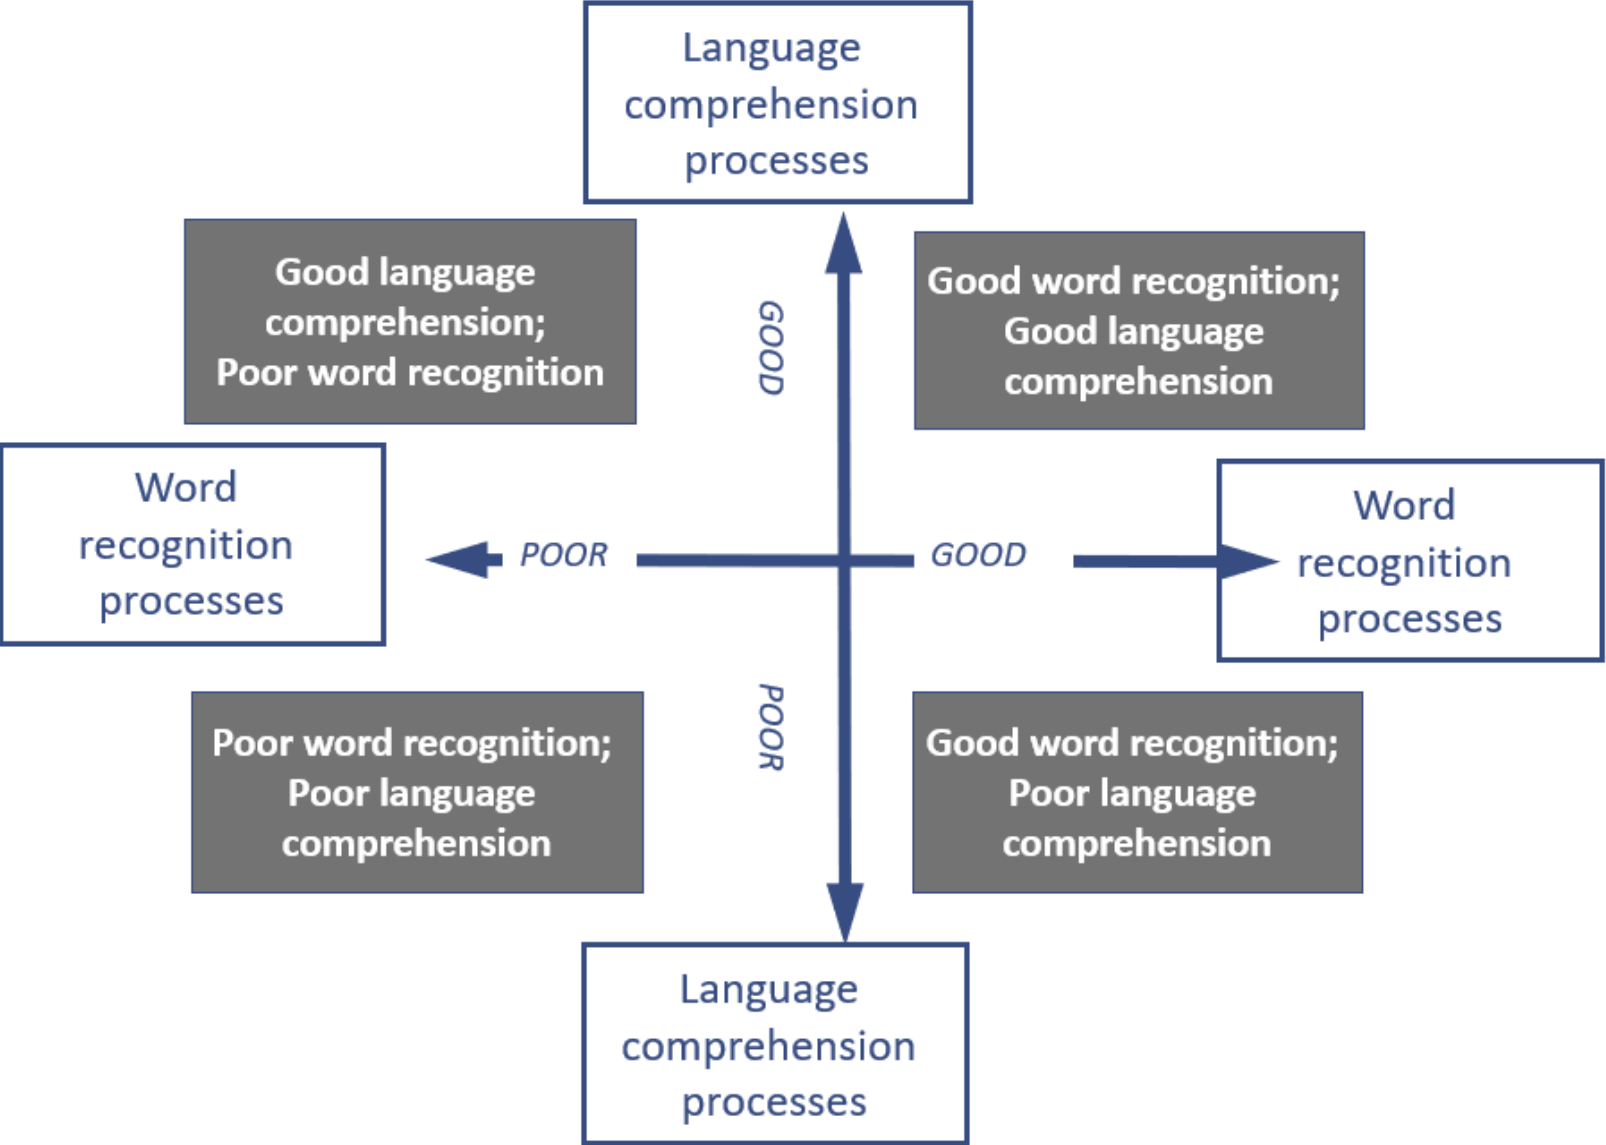 Language
comprehension
processes
Good language
comprehension;
Poor word recognition
GOOD
Good word recognition;
Good language
comprehension
Word
recognition
processes
POOR
GOOD
Word
recognition
processes
Poor word recognition;
Poor language
comprehension
POOR
Good word recognition;
Poor language
comprehension
Language
comprehension
processes